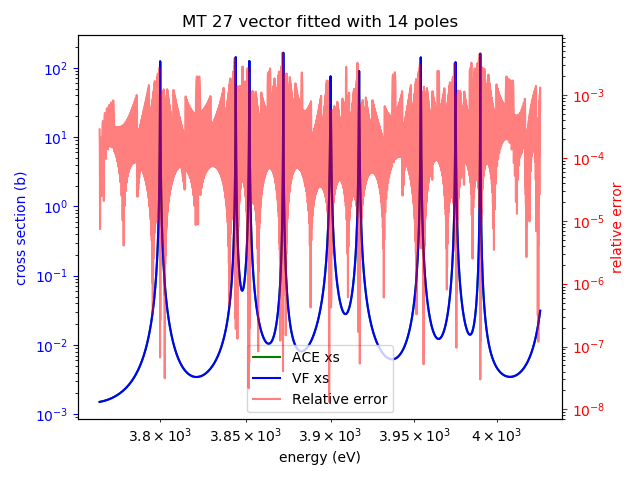 MT 27 vector fitted with 14 poles
10²
10¹
10⁰
10⁻¹
10⁻²
10⁻³
cross section (b)
10⁻³
10⁻⁴
10⁻⁵
10⁻⁶
10⁻⁷
10⁻⁸
relative error
ACE xs
VF xs
Relative error
3.8 × 10³ 3.85 × 10³ 3.9 × 10³ 3.95 × 10³ 4 × 10³
energy (eV)